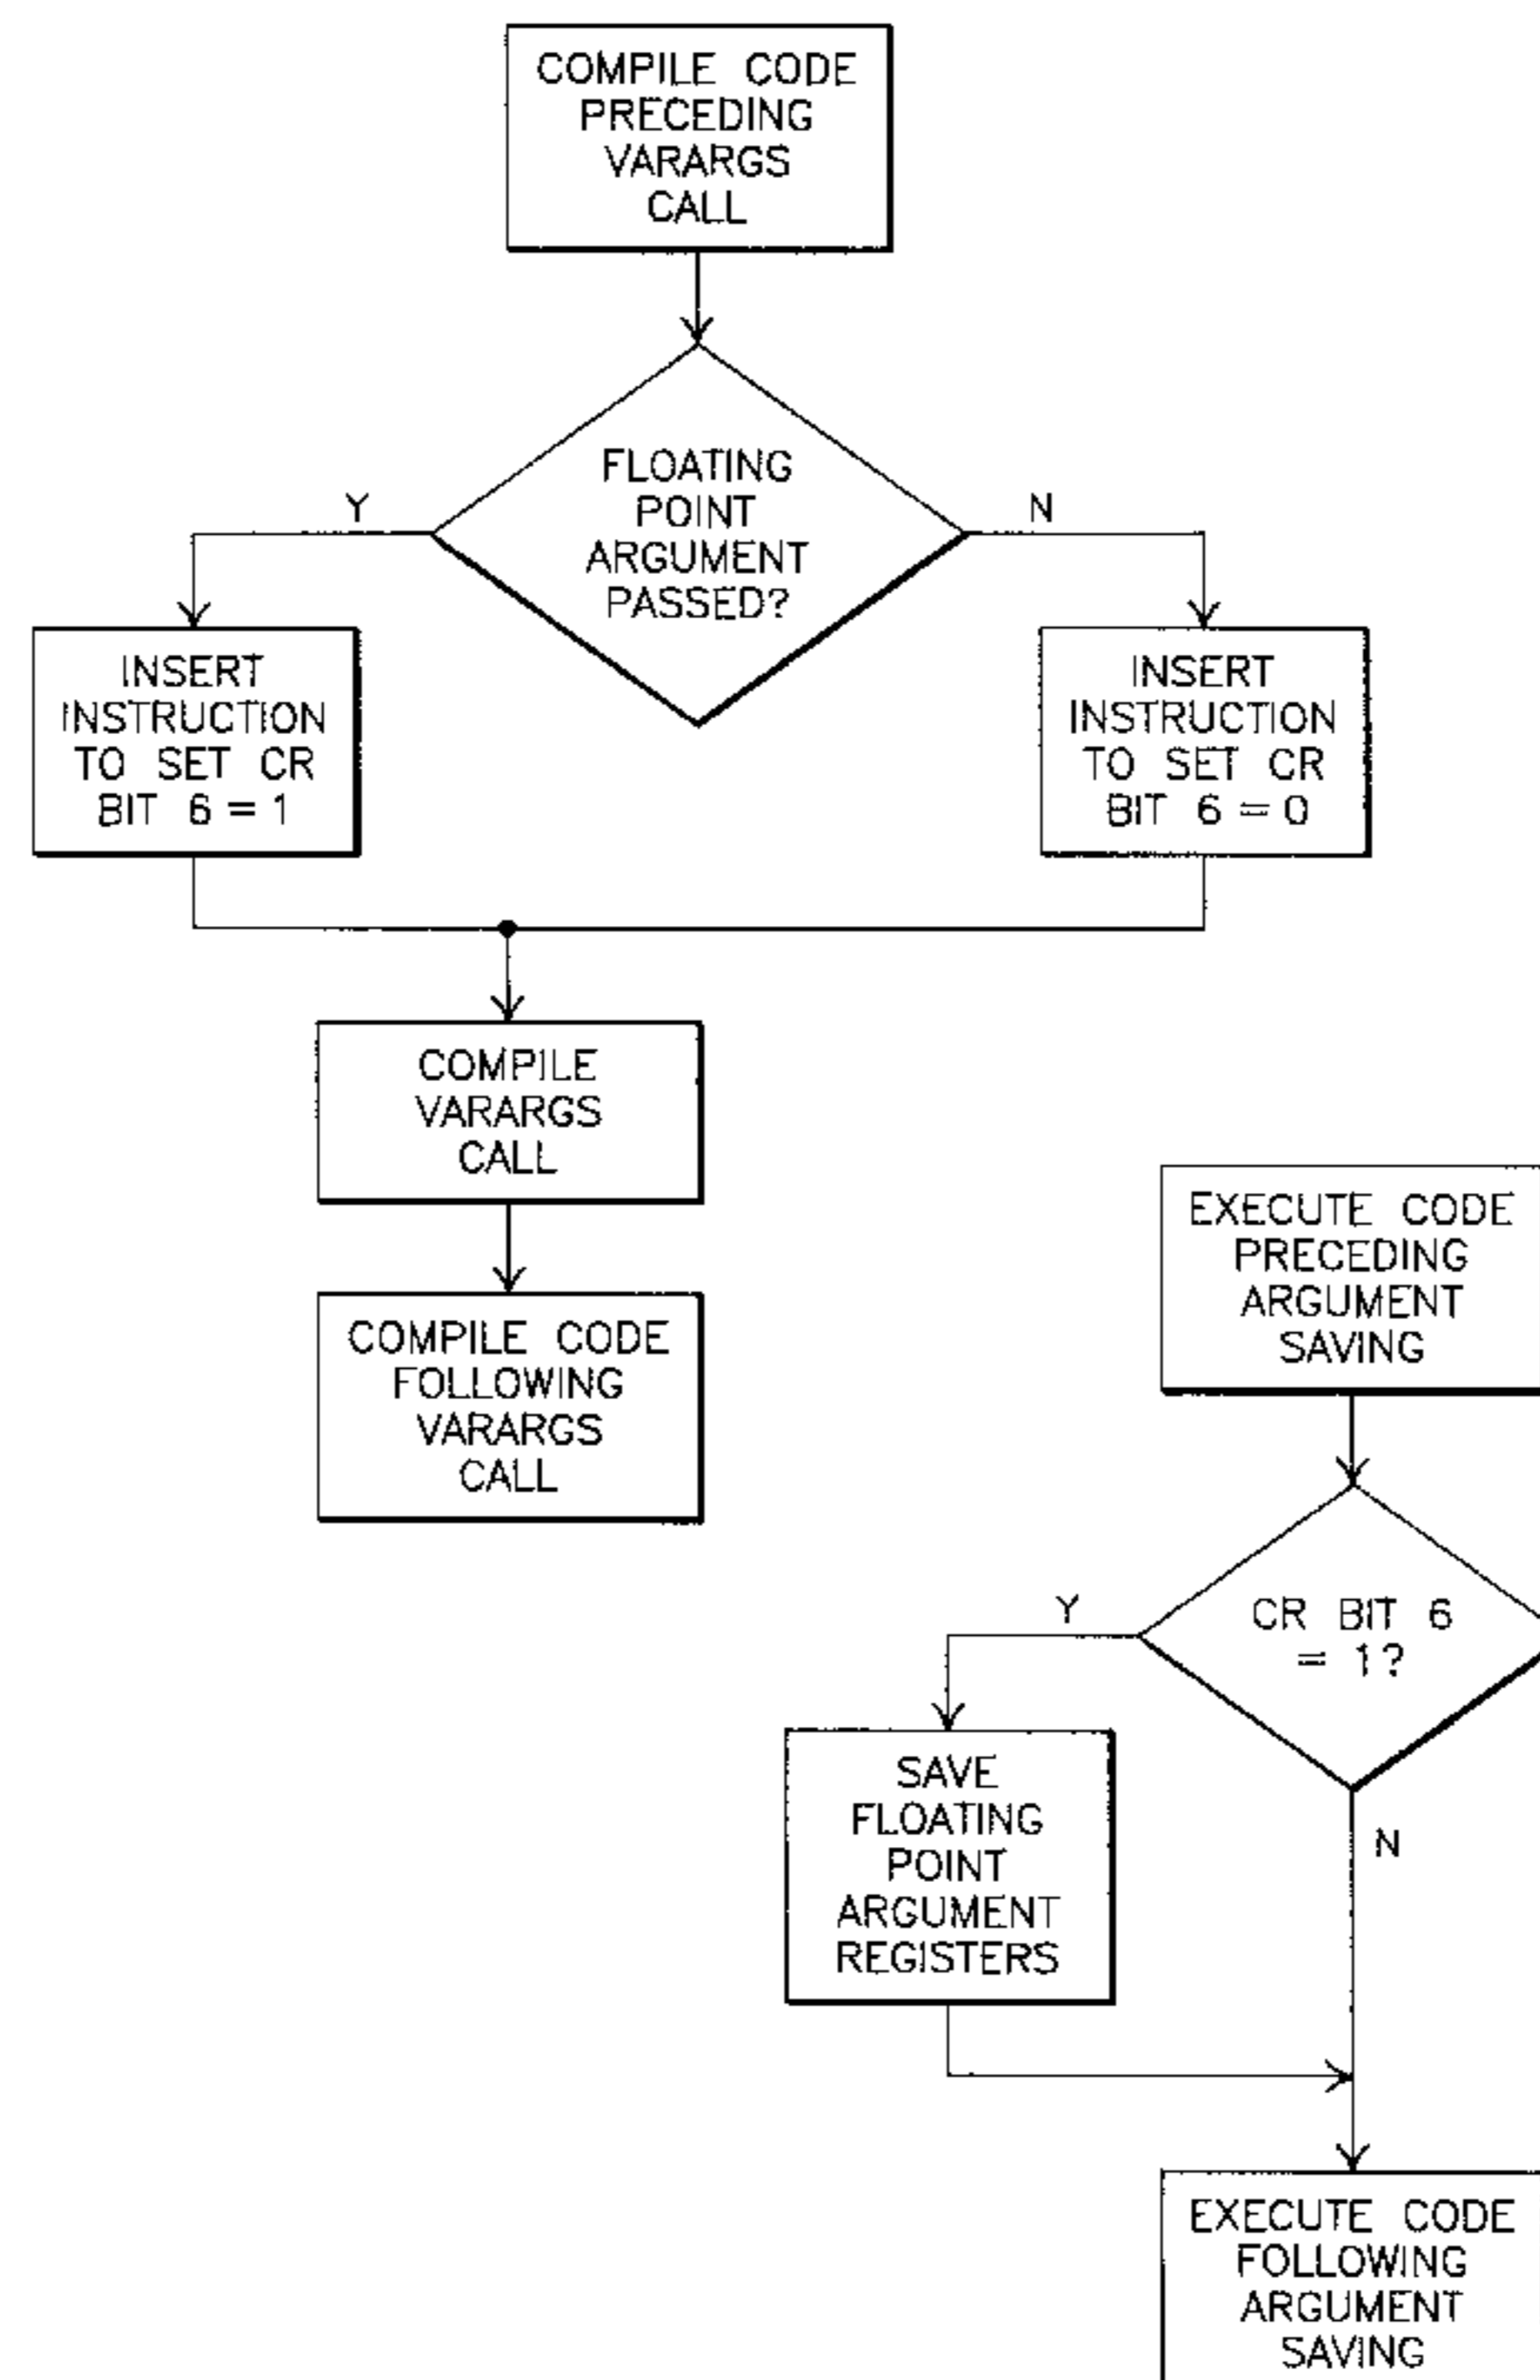 COMPILE CODE
PRECEDING
VARARGS
CALL
FLOATING
POINT
ARGUMENT
PASSED?
Y
N
INSERT
INSTRUCTION
TO SET CR
BIT 6 = 1
INSERT
INSTRUCTION
TO SET CR
BIT 6 = 0
COMPILE
VARARGS
CALL
COMPILE CODE
FOLLOWING
VARARGS
CALL
EXECUTE CODE
PRECEDING
ARGUMENT
SAVING
CR BIT 6
= 1?
Y
N
SAVE
FLOATING
POINT
ARGUMENT
REGISTERS
EXECUTE CODE
FOLLOWING
ARGUMENT
SAVING